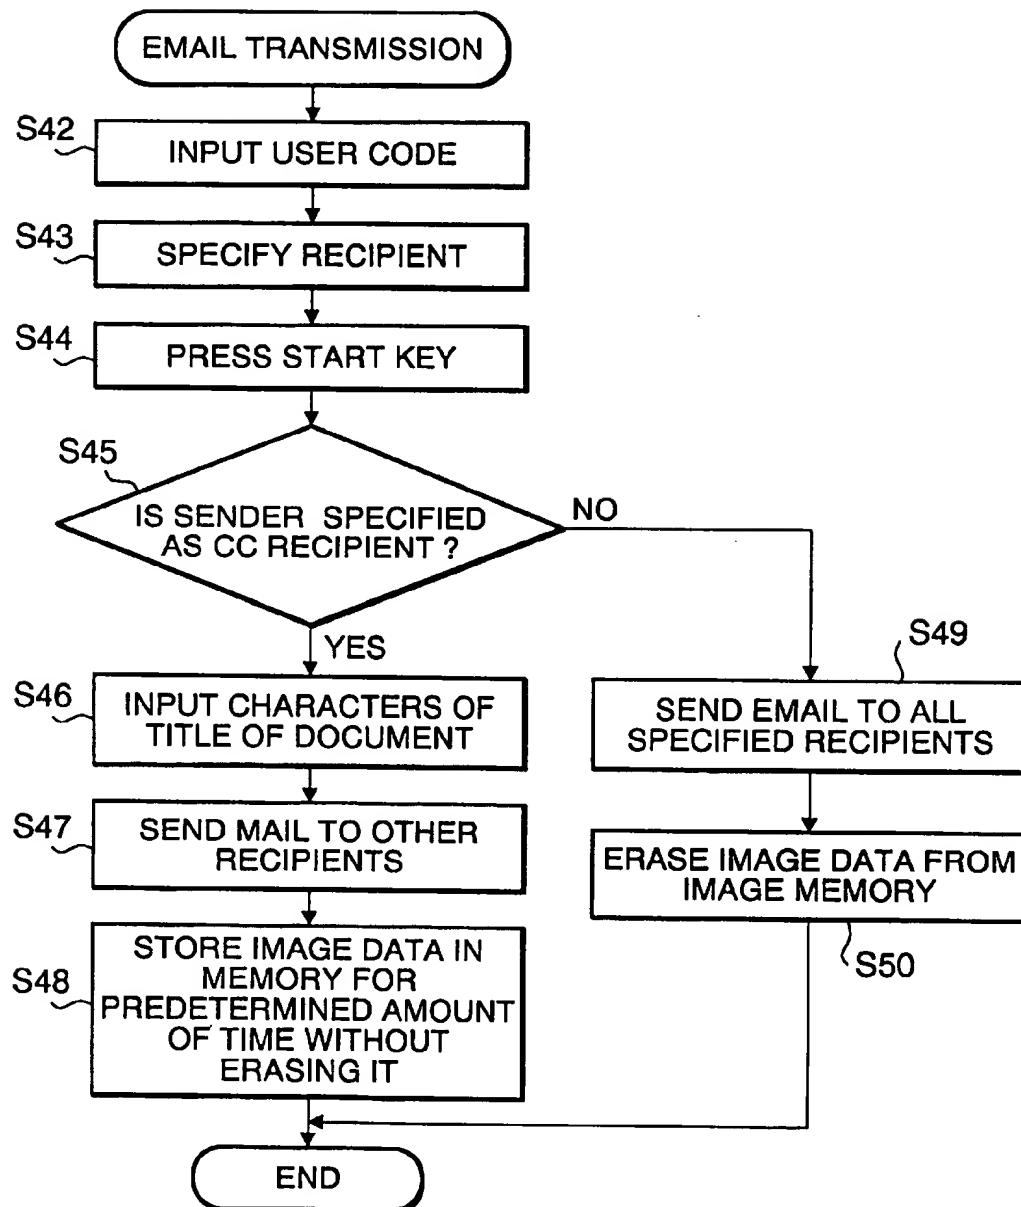 EMAIL TRANSMISSION
S42
INPUT USER CODE
S43
SPECIFY RECIPIENT
S44
PRESS START KEY
S45
IS SENDER SPECIFIED
AS CC RECIPIENT ?
NO
YES
S46
INPUT CHARACTERS OF
TITLE OF DOCUMENT
S47
SEND MAIL TO OTHER
RECIPIENTS
S48
STORE IMAGE DATA IN
MEMORY FOR
PREDETERMINED AMOUNT
OF TIME WITHOUT
ERASING IT
S49
SEND EMAIL TO ALL
SPECIFIED RECIPIENTS
ERASE IMAGE DATA FROM
IMAGE MEMORY
S50
END